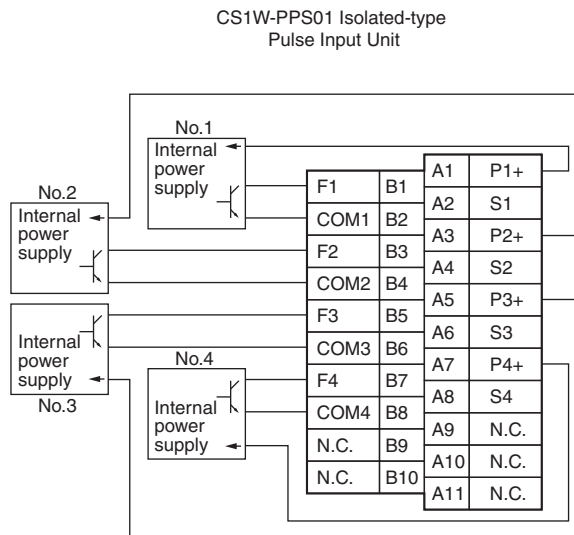 CS1W-PPS01 Isolated-type
Pulse Input Unit
No.1
Internal
power
supply
No.2
Internal
power
supply
Internal
power
supply
No.3
No.4
Internal
power
supply
F1 B1
COM1 B2
F2 B3
COM2 B4
F3 B5
COM3 B6
F4 B7
COM4 B8
N.C. B9
N.C. B10
A1 P1+
A2 S1
A3 P2+
A4 S2
A5 P3+
A6 S3
A7 P4+
A8 S4
A9 N.C.
A10 N.C.
A11 N.C.